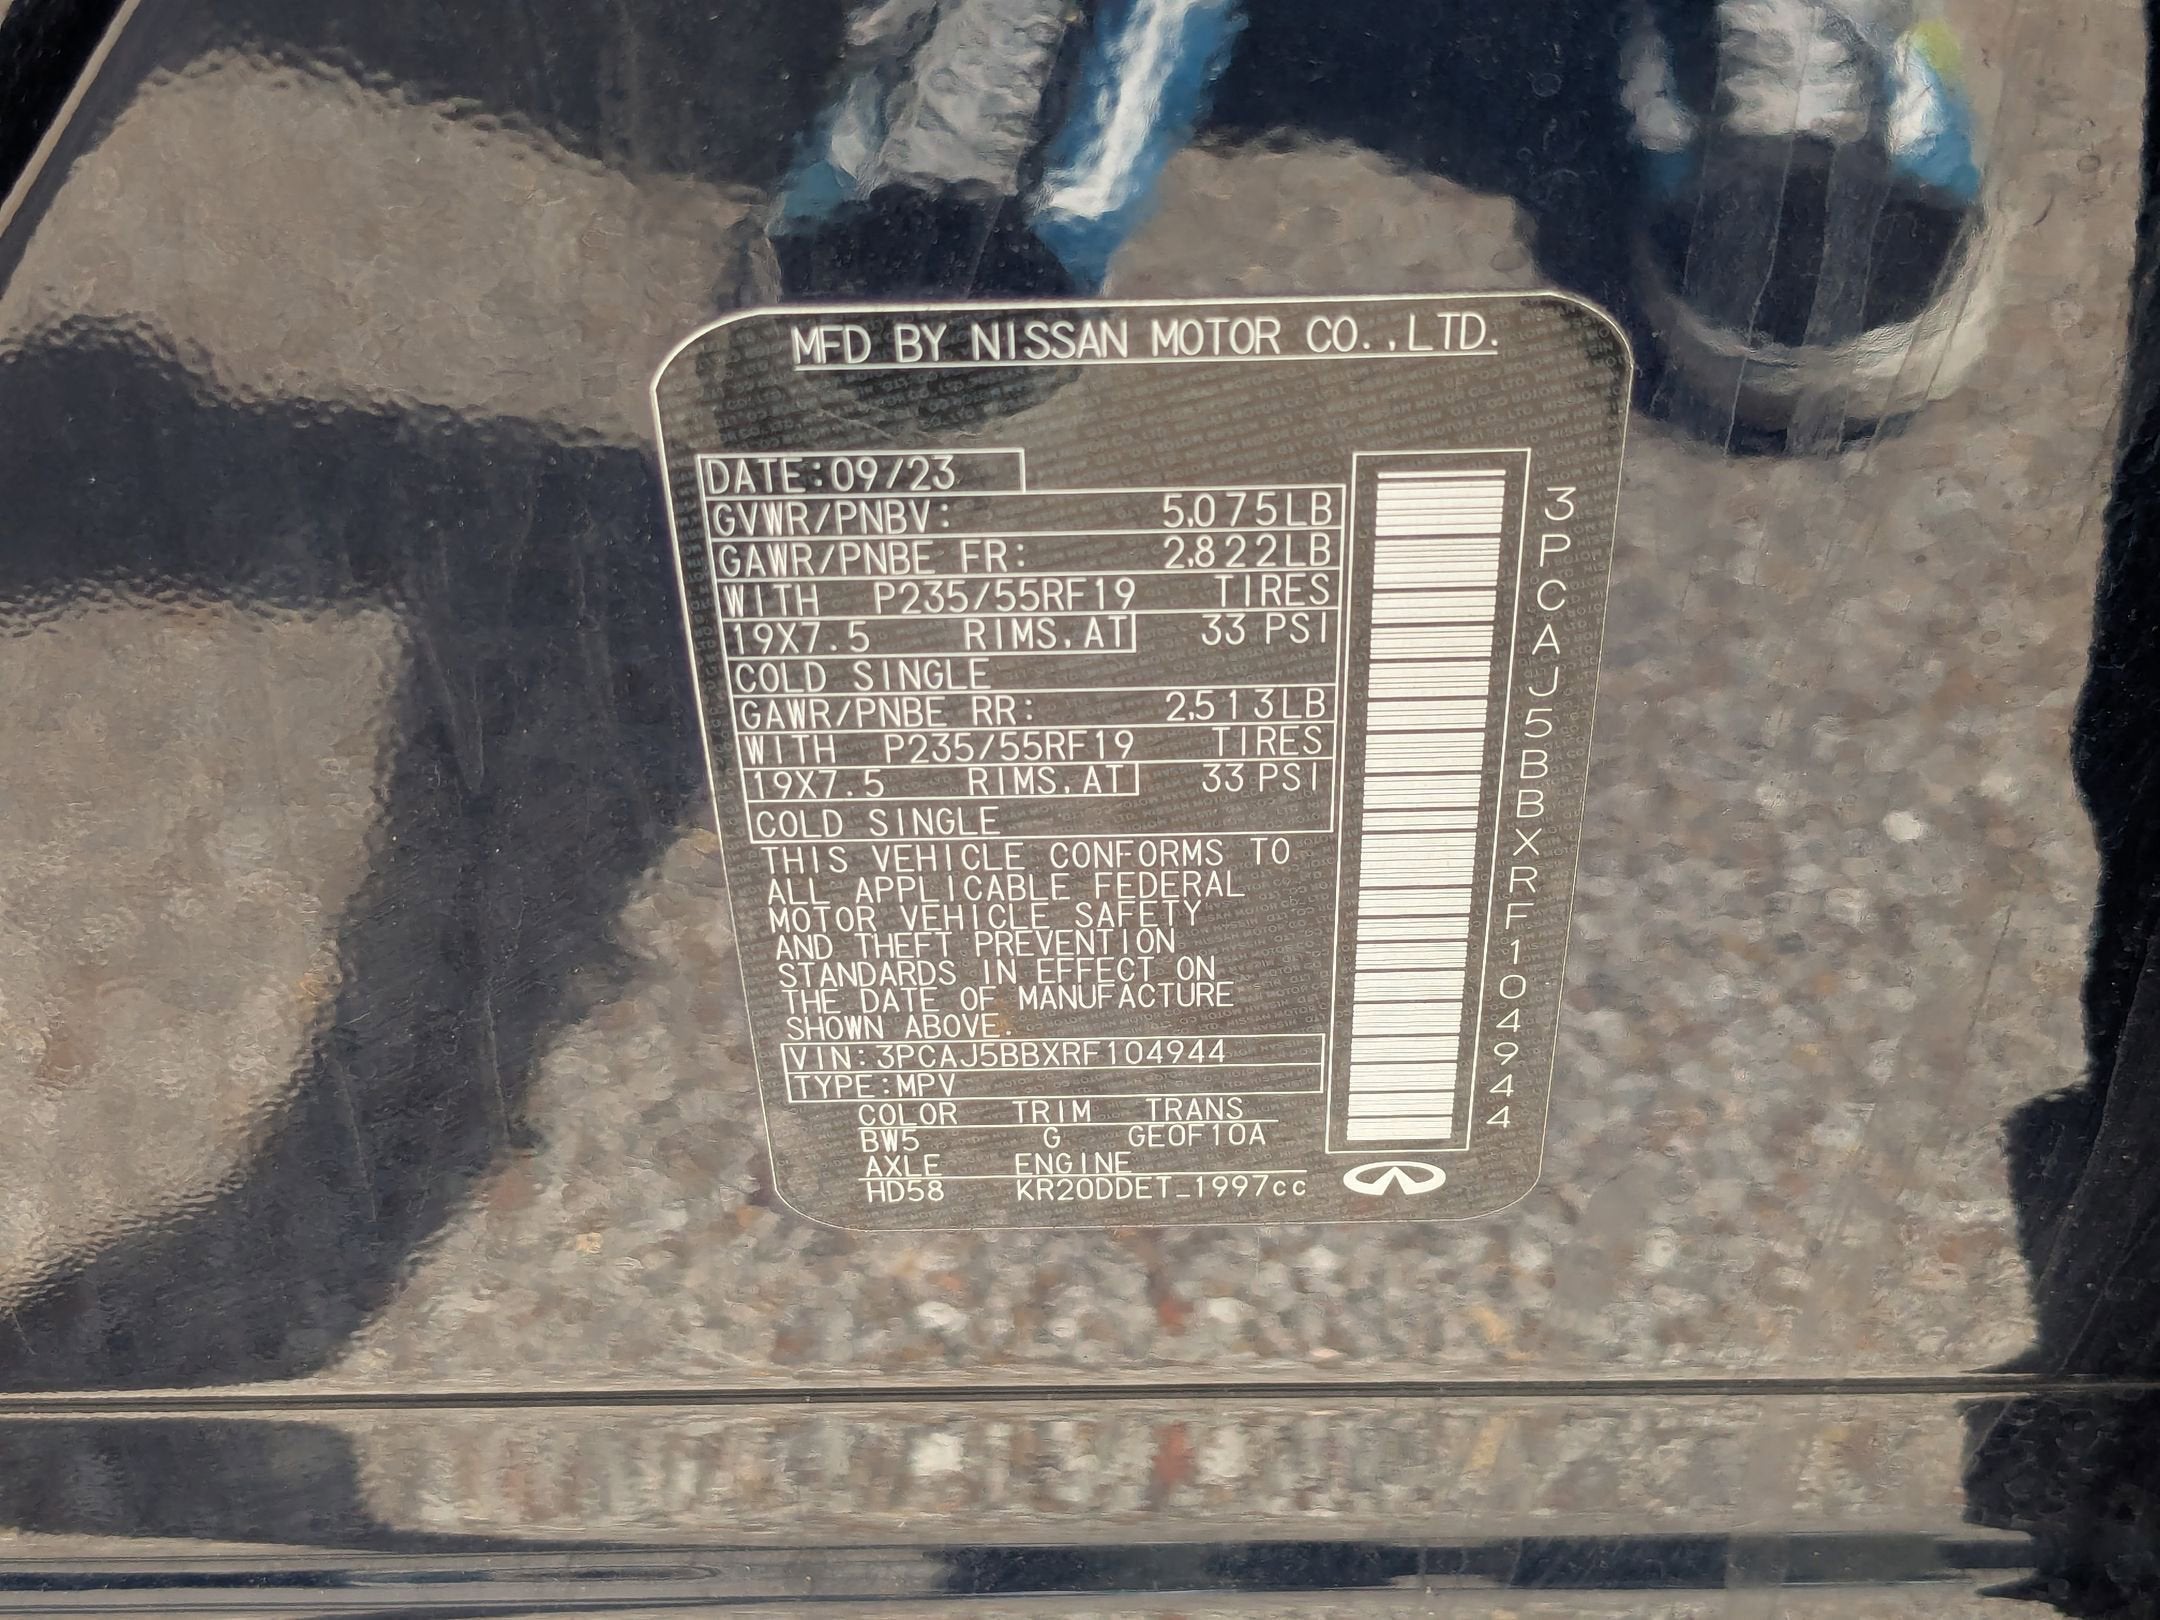 MFD BY NISSAN MOTOR CO.,LTD.
DATE:09/23
GVWR/PNBV: 5,075LB
GAWR/PNBE FR: 2,822LB
WITH P235/55RF19 TIRES
19X7.5 RIMS,AT 33 PSI
COLD SINGLE
GAWR/PNBE RR: 2,513LB
WITH P235/55RF19 TIRES
19X7.5 RIMS,AT 33 PSI
COLD SINGLE
THIS VEHICLE CONFORMS TO
ALL APPLICABLE FEDERAL
MOTOR VEHICLE SAFETY
AND THEFT PREVENTION
STANDARDS IN EFFECT ON
THE DATE OF MANUFACTURE
SHOWN ABOVE.
VIN:3PCAJ5BBXRF104944
TYPE:MPV
COLOR TRIM TRANS
BW5 G GE0F10A
AXLE ENGINE
HD58 KR20DDET_1997cc
3PCAJ5BBXRF104944